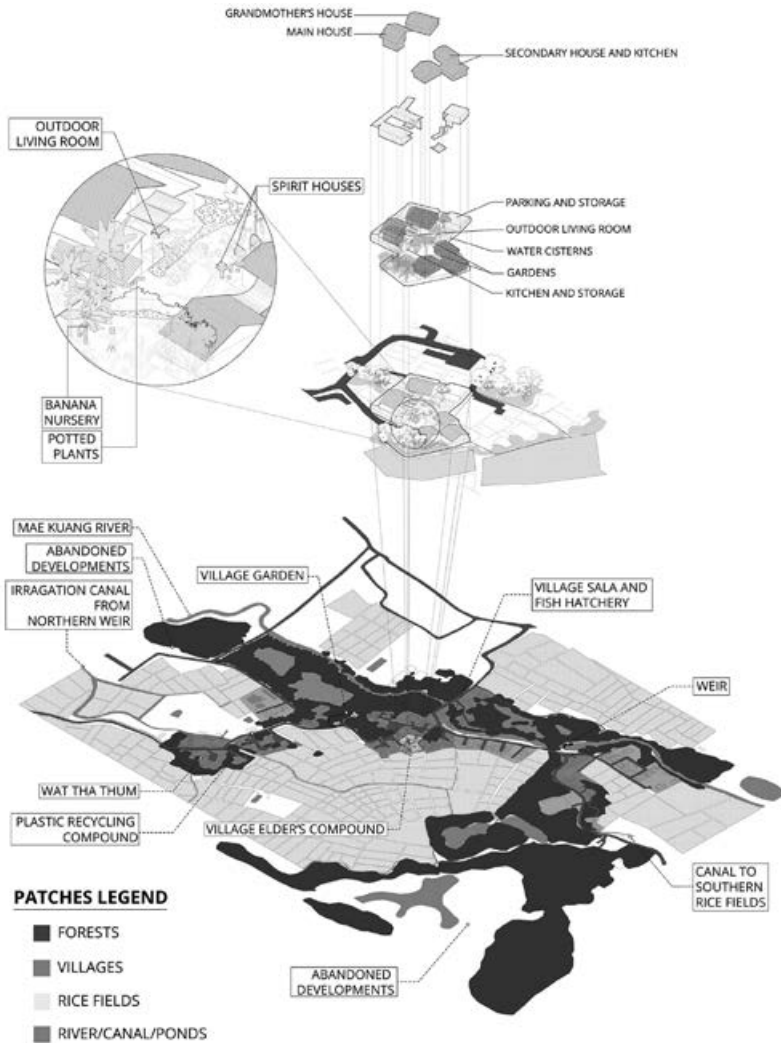 GRANDMOTHER'S HOUSE
MAIN HOUSE
SECONDARY HOUSE AND KITCHEN
OUTDOOR
LIVING ROOM
SPIRIT HOUSES
PARKING AND STORAGE
OUTDOOR LIVING ROOM
WATER CISTERNS
GARDENS
KITCHEN AND STORAGE
BANANA
NURSERY
POTTED
PLANTS
MAE KUANG RIVER
ABANDONED
DEVELOPMENTS
IRRAGATION CANAL
FROM
NORTHERN WEIR
VILLAGE GARDEN
VILLAGE SALA AND
FISH HATCHERY
WEIR
WAT THA THUM
PLASTIC RECYCLING
COMPOUND
VILLAGE ELDER'S COMPOUND
CANAL TO
SOUTHERN
RICE FIELDS
ABANDONED
DEVELOPMENTS
PATCHES LEGEND
FORESTS
VILLAGES
RICE FIELDS
RIVER/CANAL/PONDS